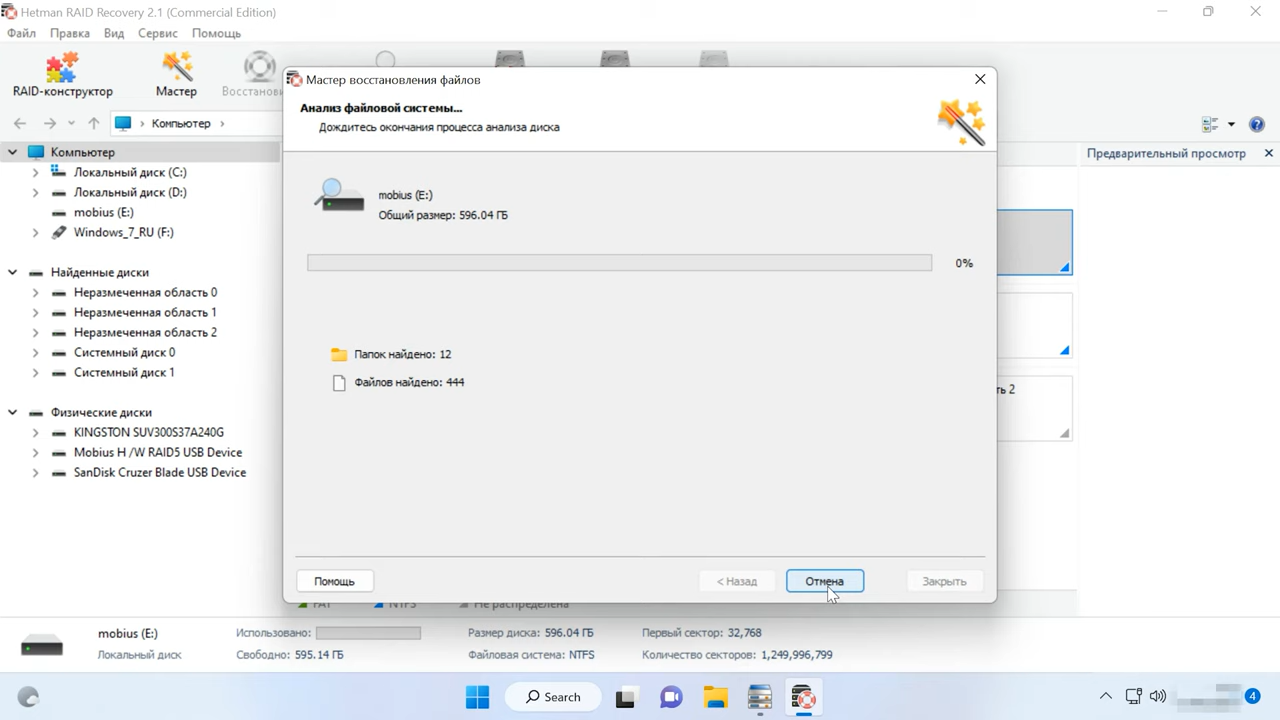 Hetman RAID Recovery 2.1 (Commercial Edition)
Файл Правка Вид Сервис Помощь
RAID-конструктор Мастер
Компьютер
Компьютер
Локальный диск (C:)
Локальный диск (D:)
mobius (E:)
Windows_7_RU (F:)
Найденные диски
Неразмеченная область 0
Неразмеченная область 1
Неразмеченная область 2
Системный диск 0
Системный диск 1
Физические диски
KINGSTON SUV300S37A240G
Mobius H /W RAID5 USB Device
SanDisk Cruzer Blade USB Device
Мастер восстановления файлов
Анализ файловой системы...
Дождитесь окончания процесса анализа диска
mobius (E:)
Общий размер: 596.04 ГБ
0%
Папок найдено: 12
Файлов найдено: 444
Помощь < Назад Отмена Закрыть
Предварительный просмотр
2
FAT NTFS Не распределена
mobius (E:) Использовано: Размер диска: 596.04 ГБ Первый сектор: 32,768
Локальный диск Свободно: 595.14 ГБ Файловая система: NTFS Количество секторов: 1,249,996,799
Search
4